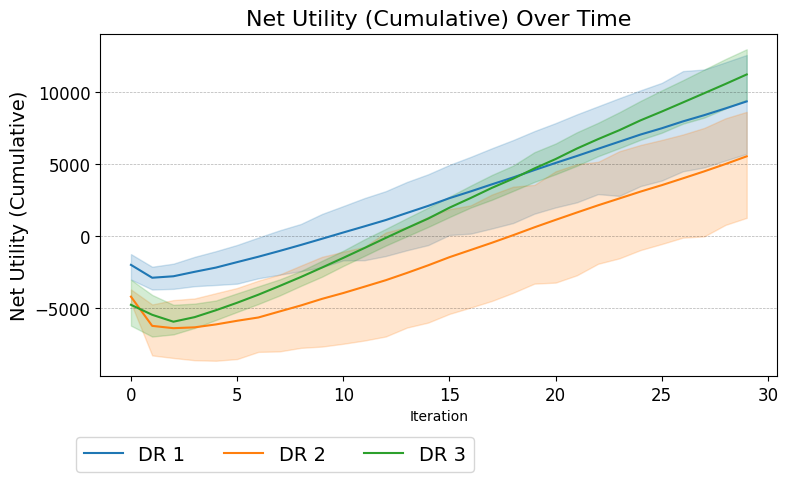 Net Utility (Cumulative) Over Time
Net Utility (Cumulative)
10000
5000
0
−5000
0 5 10 15 20 25 30
Iteration
DR 1 DR 2 DR 3